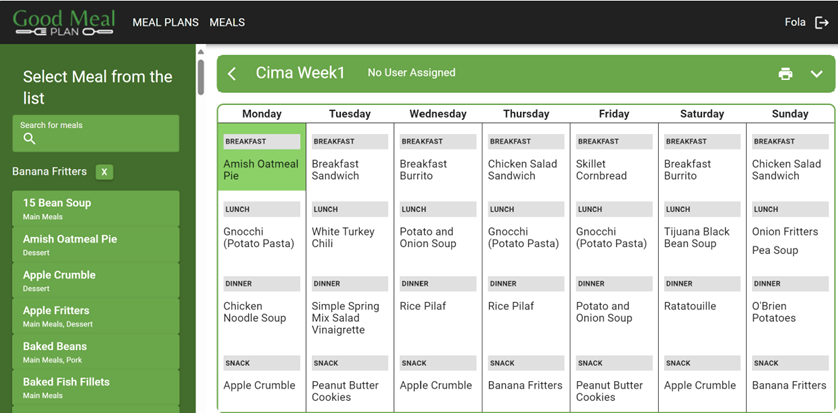 Good Meal
PLAN
MEAL PLANS MEALS
Fola
Select Meal from the
list
Search for meals
Banana Fritters X
15 Bean Soup
Main Meals
Amish Oatmeal Pie
Dessert
Apple Crumble
Dessert
Apple Fritters
Main Meals, Dessert
Baked Beans
Main Meals, Pork
Baked Fish Fillets
Main Meals
Cima Week1 No User Assigned
Monday Tuesday Wednesday Thursday Friday Saturday Sunday
BREAKFAST BREAKFAST BREAKFAST BREAKFAST BREAKFAST BREAKFAST BREAKFAST
Amish Oatmeal Breakfast Breakfast Chicken Salad Skillet Breakfast Chicken Salad
Pie Sandwich Burrito Sandwich Cornbread Burrito Sandwich
LUNCH LUNCH LUNCH LUNCH LUNCH LUNCH LUNCH
Gnocchi White Turkey Potato and Gnocchi Gnocchi Tijuana Black Onion Fritters
(Potato Pasta) Chili Onion Soup (Potato Pasta) (Potato Pasta) Bean Soup Pea Soup
DINNER DINNER DINNER DINNER DINNER DINNER DINNER
Chicken Simple Spring Rice Pilaf Rice Pilaf Potato and Ratatouille O'Brien
Noodle Soup Mix Salad Onion Soup Potatoes
Vinaigrette
SNACK SNACK SNACK SNACK SNACK SNACK SNACK
Apple Crumble Peanut Butter Apple Crumble Banana Fritters Peanut Butter Apple Crumble Banana Fritters
Cookies Cookies